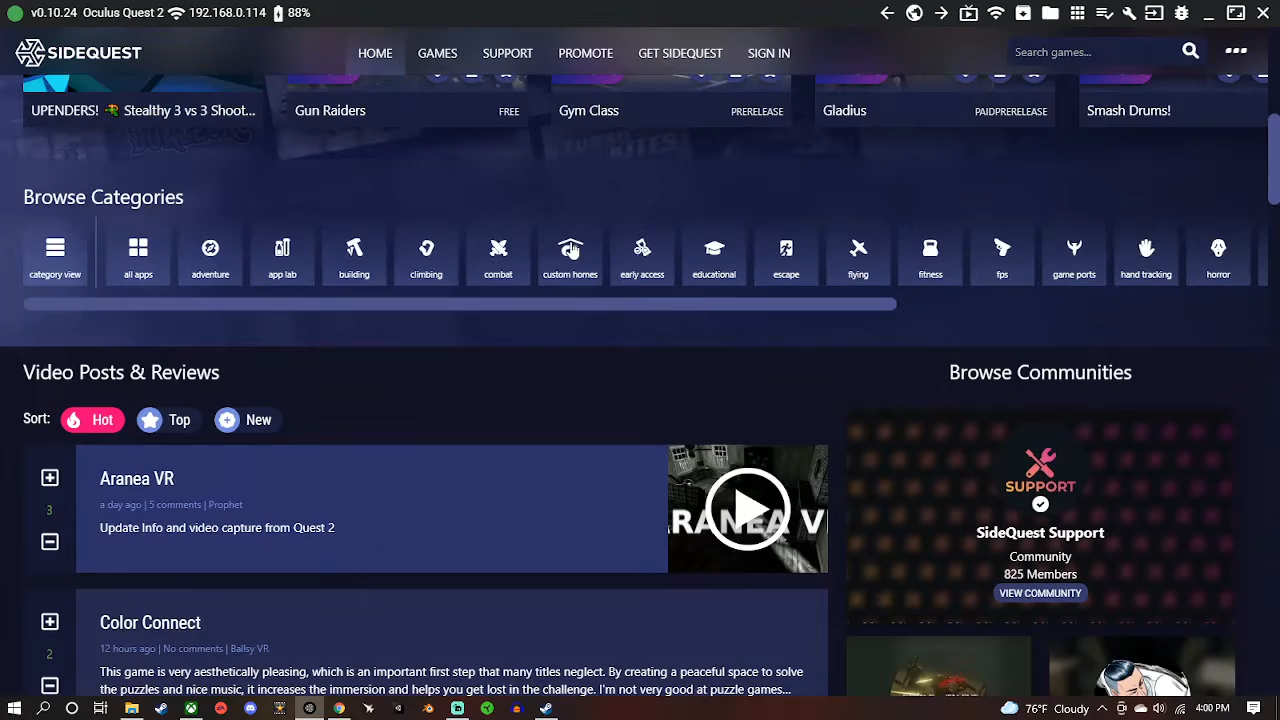 v0.10.24 Oculus Quest 2 192.168.0.114 88%
SIDEQUEST
HOME GAMES SUPPORT PROMOTE GET SIDEQUEST SIGN IN
Search games...
UPENDERS! Stealthy 3 vs 3 Shoot...
Gun Raiders FREE
Gym Class PRERELEASE
Gladius PAIDPRERELEASE
Smash Drums!
Browse Categories
category view all apps adventure app lab building climbing combat custom homes early access educational escape flying fitness fps game ports hand tracking horror
Video Posts & Reviews
Sort: Hot Top New
Aranea VR
a day ago | 5 comments | Prophet
Update Info and video capture from Quest 2
3
ARANEA V
Color Connect
12 hours ago | No comments | Ballsy VR
2
This game is very aesthetically pleasing, which is an important first step that many titles neglect. By creating a peaceful space to solve
the puzzles and nice music, it increases the immersion and helps you get lost in the challenge. I'm not very good at puzzle games...
Browse Communities
SUPPORT
SideQuest Support
Community
825 Members
VIEW COMMUNITY
76°F Cloudy 4:00 PM